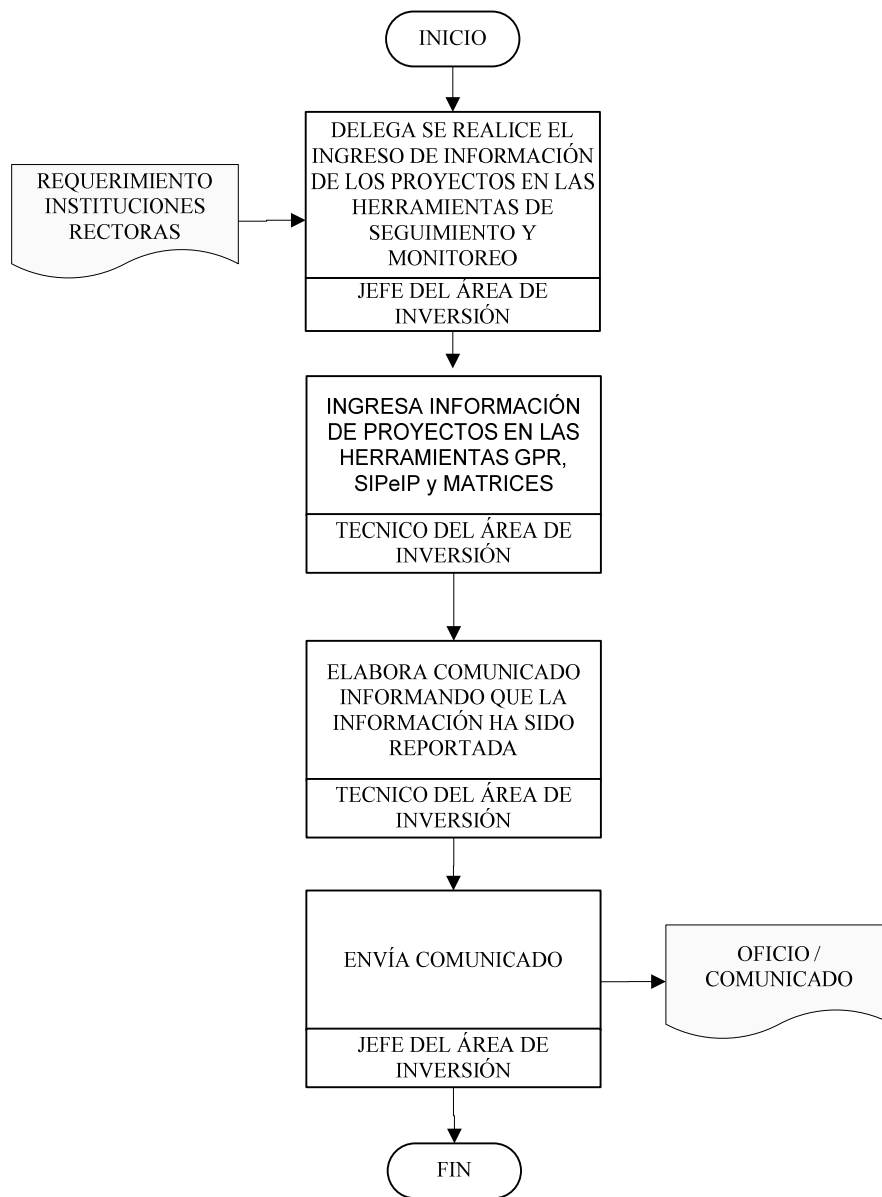 INICIO
DELEGA SE REALICE EL
INGRESO DE INFORMACIÓN
DE LOS PROYECTOS EN LAS
HERRAMIENTAS DE
SEGUIMIENTO Y
MONITOREO
JEFE DEL ÁREA DE
INVERSIÓN
REQUERIMIENTO
INSTITUCIONES
RECTORAS
INGRESA INFORMACIÓN
DE PROYECTOS EN LAS
HERRAMIENTAS GPR,
SIPeIP y MATRICES
TECNICO DEL ÁREA DE
INVERSIÓN
ELABORA COMUNICADO
INFORMANDO QUE LA
INFORMACIÓN HA SIDO
REPORTADA
TECNICO DEL ÁREA DE
INVERSIÓN
ENVÍA COMUNICADO
JEFE DEL ÁREA DE
INVERSIÓN
OFICIO /
COMUNICADO
FIN